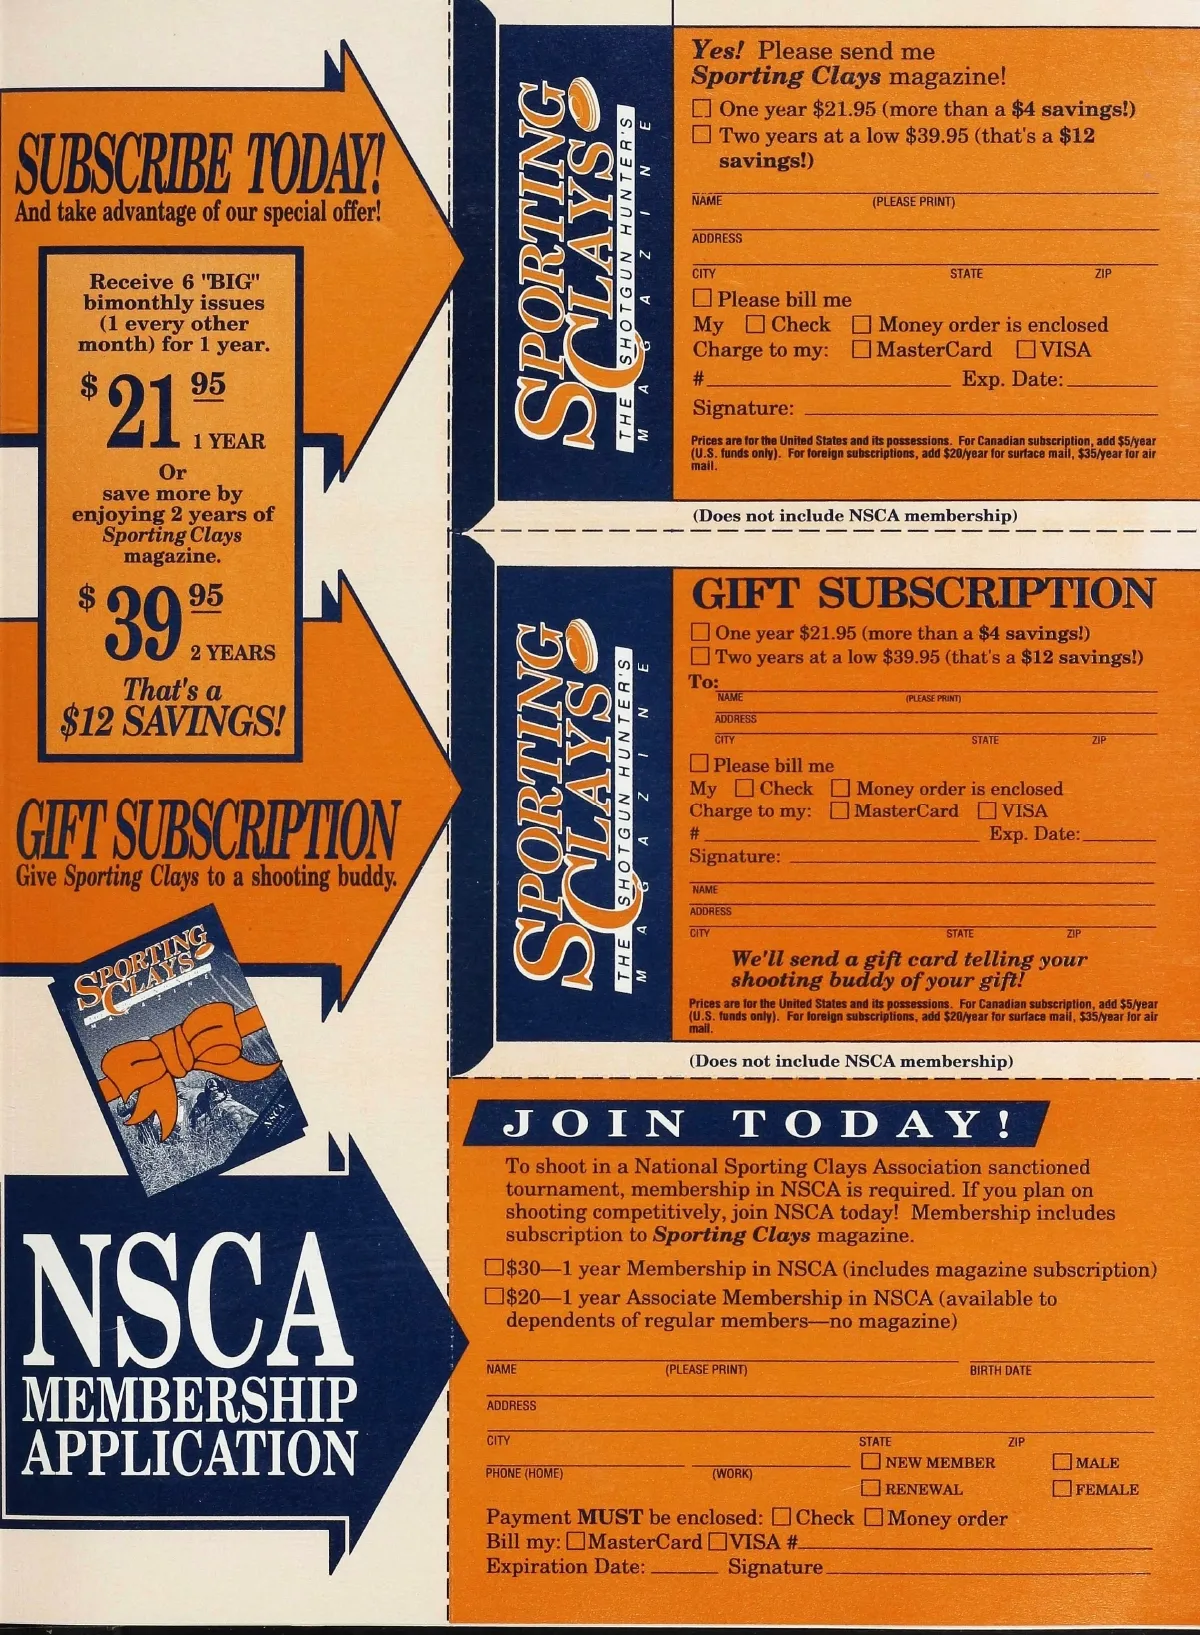 SUBSCRIBE TODAY!
And take advantage of our special offer!
Receive 6 "BIG"
bimonthly issues
(1 every other
month) for 1 year.
$21.95
1 YEAR
Or
save more by
enjoying 2 years of
Sporting Clays
magazine.
$39.95
2 YEARS
That's a
$12 SAVINGS!
GIFT SUBSCRIPTION
Give Sporting Clays to a shooting buddy.
SPORTING
CLAYS
MAGAZINE
NSCA
NSCA
MEMBERSHIP
APPLICATION
SPORTING
CLAYS
THE SHOTGUN HUNTER'S
MAGAZINE
Yes! Please send me
Sporting Clays magazine!
One year $21.95 (more than a $4 savings!)
Two years at a low $39.95 (that's a $12
savings!)
NAME (PLEASE PRINT)
ADDRESS
CITY STATE ZIP
Please bill me
My Check Money order is enclosed
Charge to my: MasterCard VISA
# Exp. Date:
Signature:
Prices are for the United States and its possessions. For Canadian subscription, add $5/year
(U.S. funds only). For foreign subscriptions, add $20/year for surface mail, $35/year for air
mail.
(Does not include NSCA membership)
SPORTING
CLAYS
THE SHOTGUN HUNTER'S
MAGAZINE
GIFT SUBSCRIPTION
One year $21.95 (more than a $4 savings!)
Two years at a low $39.95 (that's a $12 savings!)
To:
NAME (PLEASE PRINT)
ADDRESS
CITY STATE ZIP
Please bill me
My Check Money order is enclosed
Charge to my: MasterCard VISA
# Exp. Date:
Signature:
NAME
ADDRESS
CITY STATE ZIP
We'll send a gift card telling your
shooting buddy of your gift!
Prices are for the United States and its possessions. For Canadian subscription, add $5/year
(U.S. funds only). For foreign subscriptions, add $20/year for surface mail, $35/year for air
mail.
(Does not include NSCA membership)
JOIN TODAY!
To shoot in a National Sporting Clays Association sanctioned
tournament, membership in NSCA is required. If you plan on
shooting competitively, join NSCA today! Membership includes
subscription to Sporting Clays magazine.
$30—1 year Membership in NSCA (includes magazine subscription)
$20—1 year Associate Membership in NSCA (available to
dependents of regular members—no magazine)
NAME (PLEASE PRINT) BIRTH DATE
ADDRESS
CITY STATE ZIP
PHONE (HOME) (WORK)
NEW MEMBER MALE
RENEWAL FEMALE
Payment MUST be enclosed: Check Money order
Bill my: MasterCard VISA #
Expiration Date: Signature